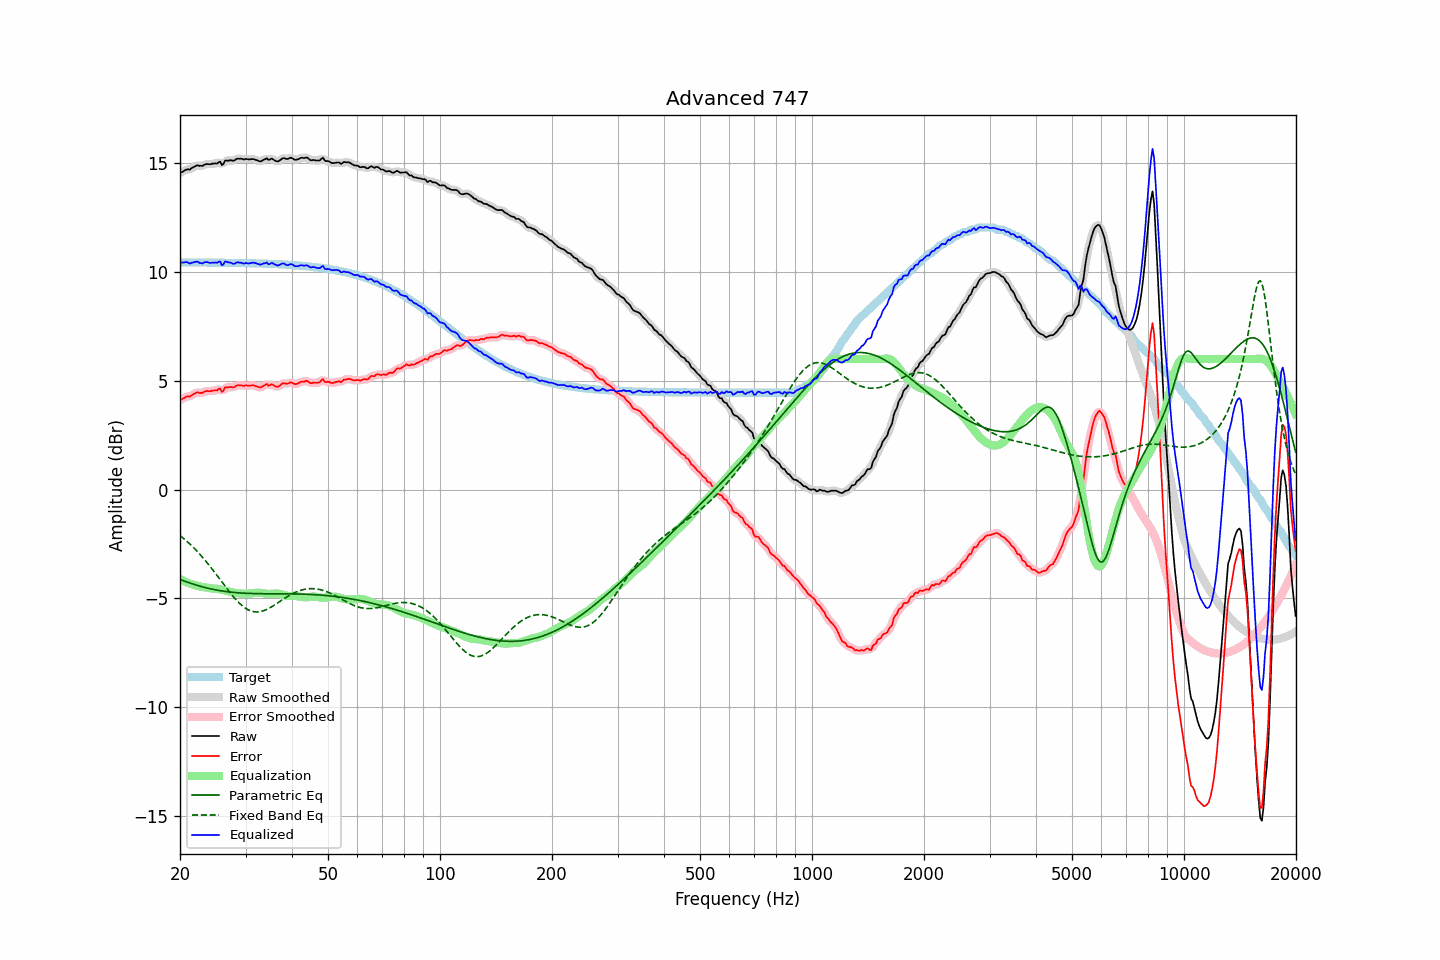 Advanced 747
Amplitude (dBr)
15
10
5
0
−5
−10
−15
Target
Raw Smoothed
Error Smoothed
Raw
Error
Equalization
Parametric Eq
Fixed Band Eq
Equalized
20 50 100 200 500 1000 2000 5000 10000 20000
Frequency (Hz)